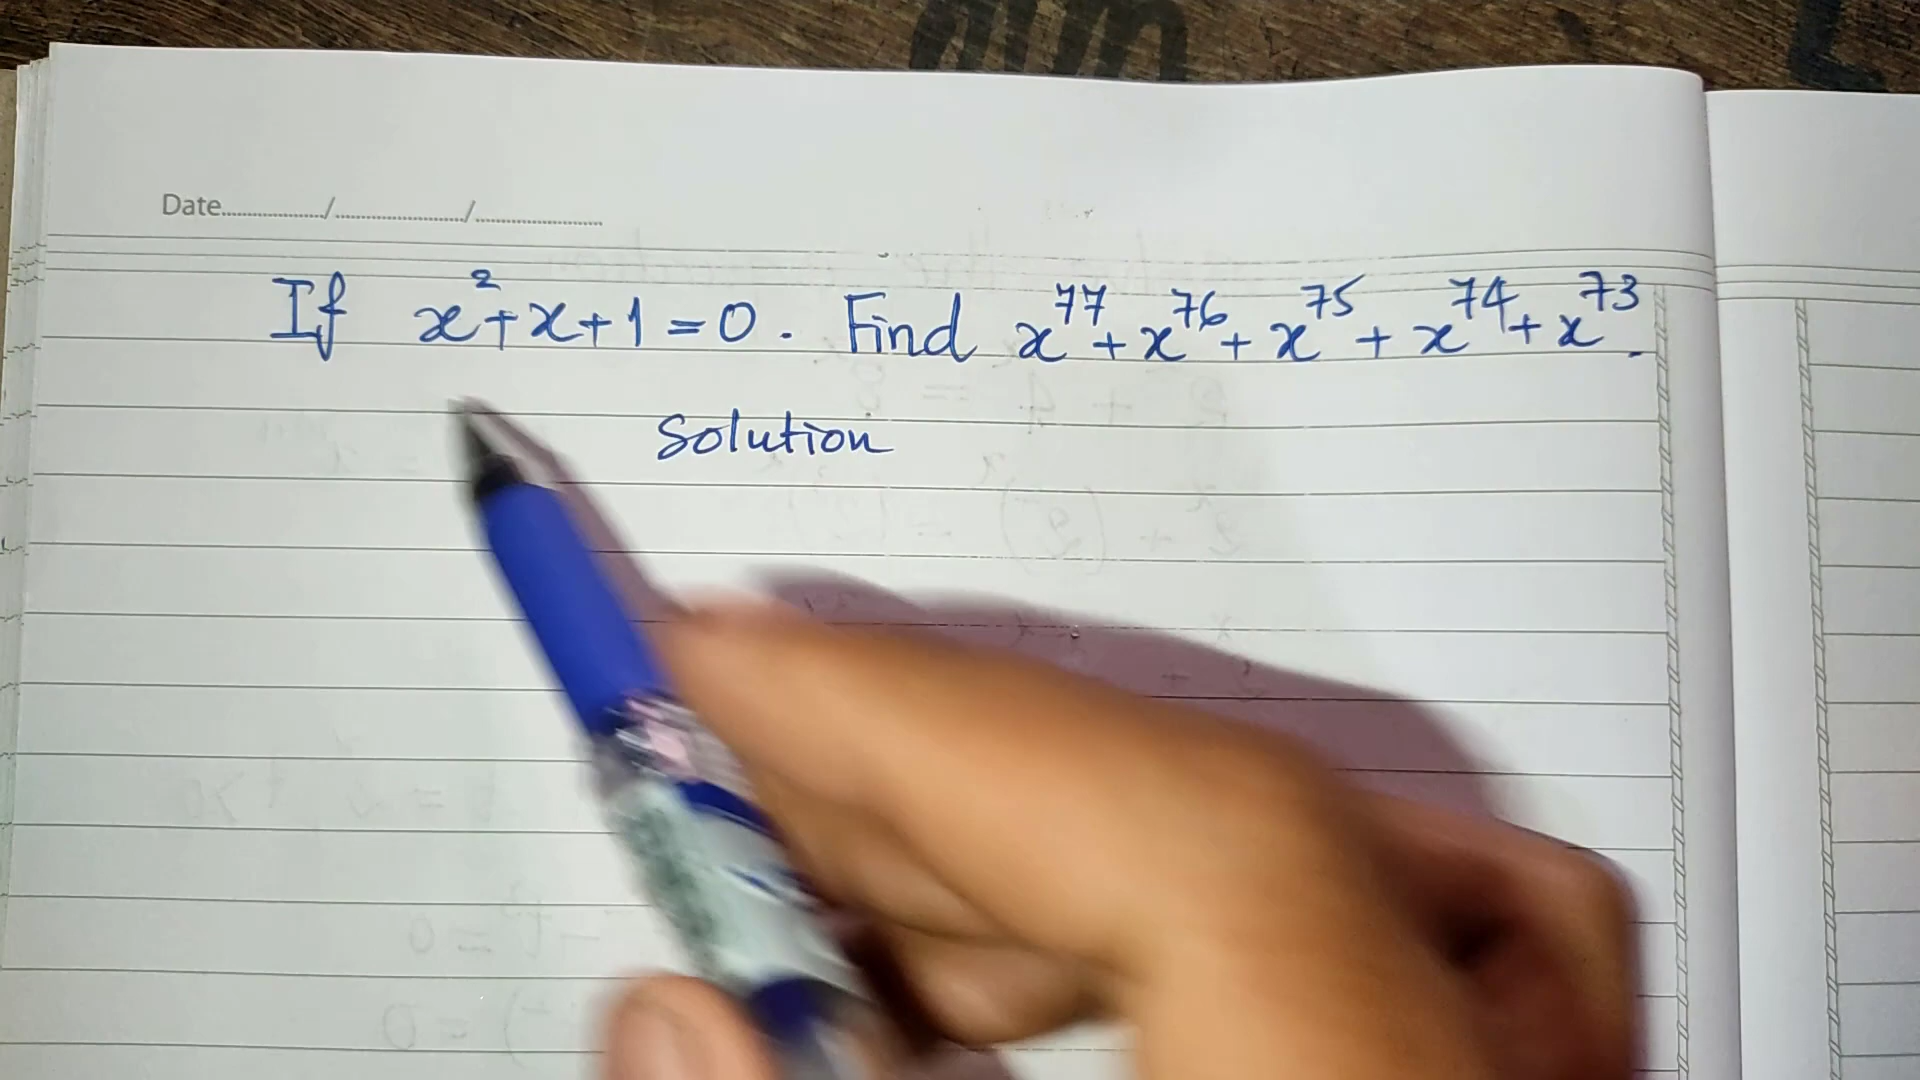 Date............/............/............
If x²+x+1=0. Find x⁷⁷+x⁷⁶+x⁷⁵+x⁷⁴+x⁷³.
Solution